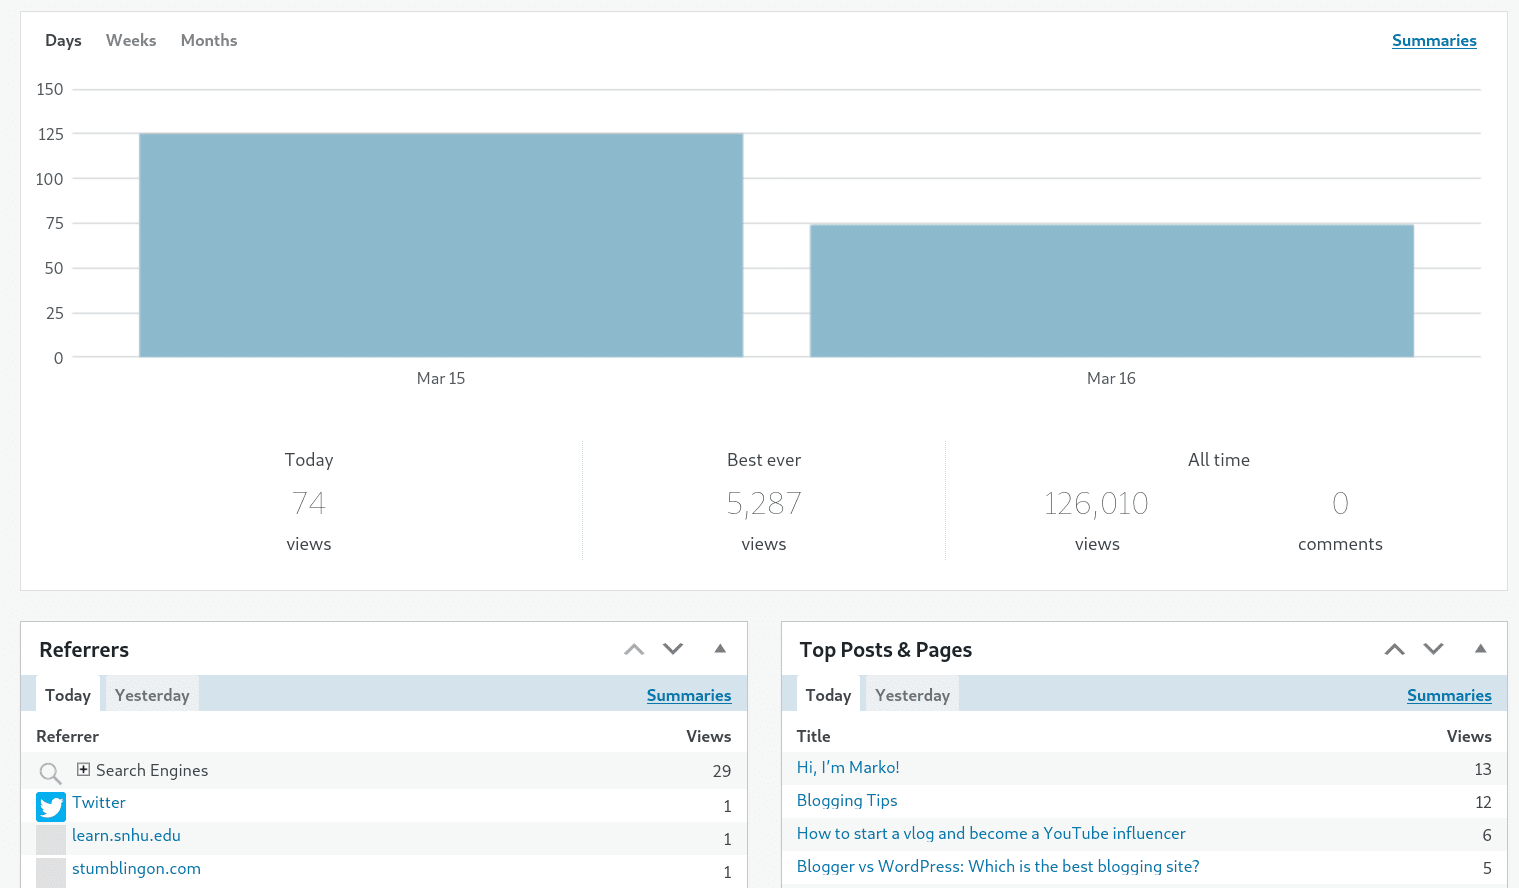 Days Weeks Months Summaries
150
125
100
75
50
25
0
Mar 15 Mar 16
Today Best ever All time
74 5,287 126,010 0
views views views comments
Referrers
Today Yesterday Summaries
Referrer Views
Search Engines 29
Twitter 1
learn.snhu.edu 1
stumblingon.com 1
Top Posts & Pages
Today Yesterday Summaries
Title Views
Hi, I’m Marko! 13
Blogging Tips 12
How to start a vlog and become a YouTube influencer 6
Blogger vs WordPress: Which is the best blogging site? 5